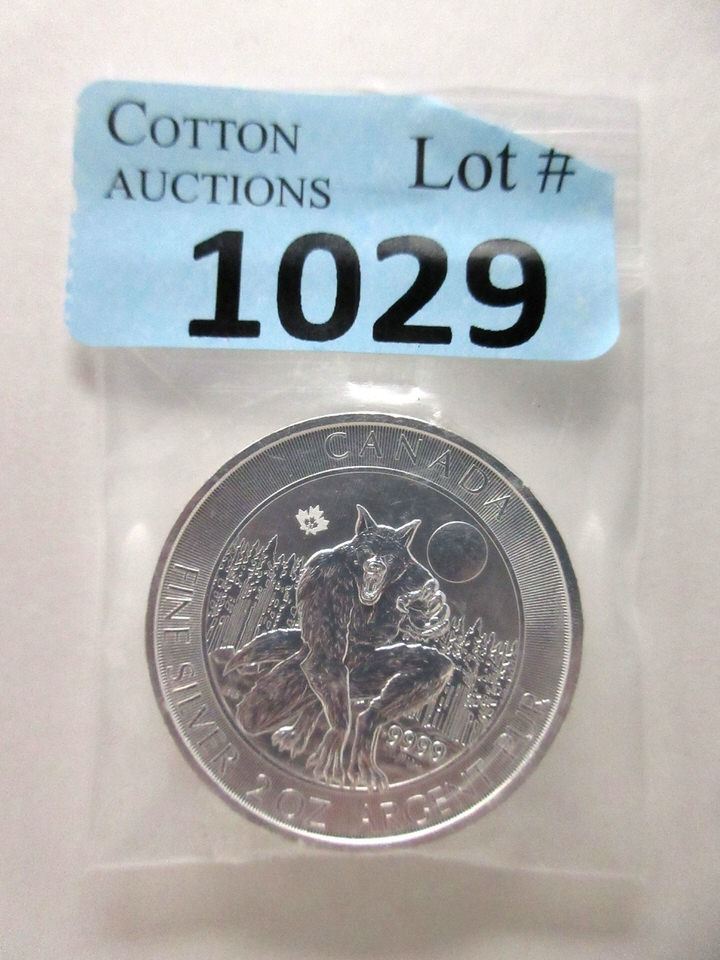 COTTON
AUCTIONS
Lot #
1029
CANADA
FINE SILVER 2 OZ ARGENT PUR
9999